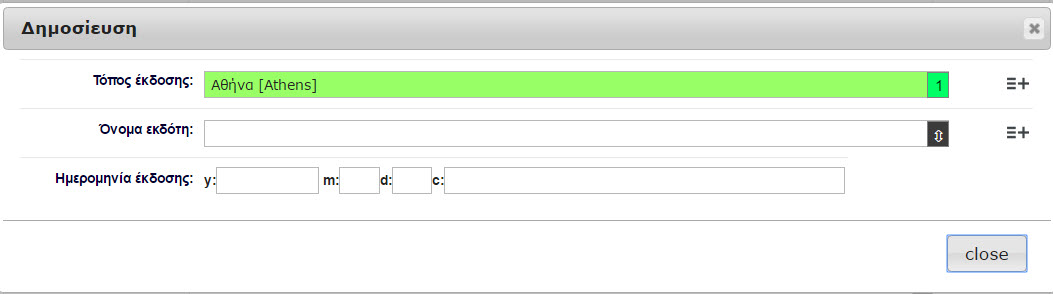 Δημοσίευση
Τόπος έκδοσης: Αθήνα [Athens] 1
Όνομα εκδότη:
Ημερομηνία έκδοσης: y: m: d: c:
close